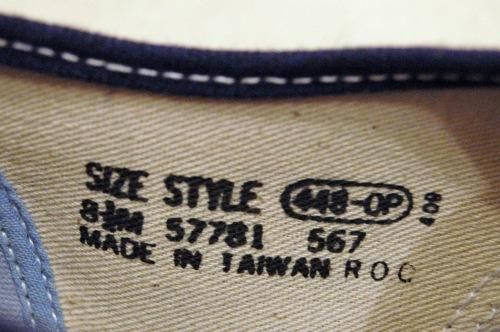 SIZE STYLE 448-OP
8½M 57781 567
MADE IN TAIWAN ROC